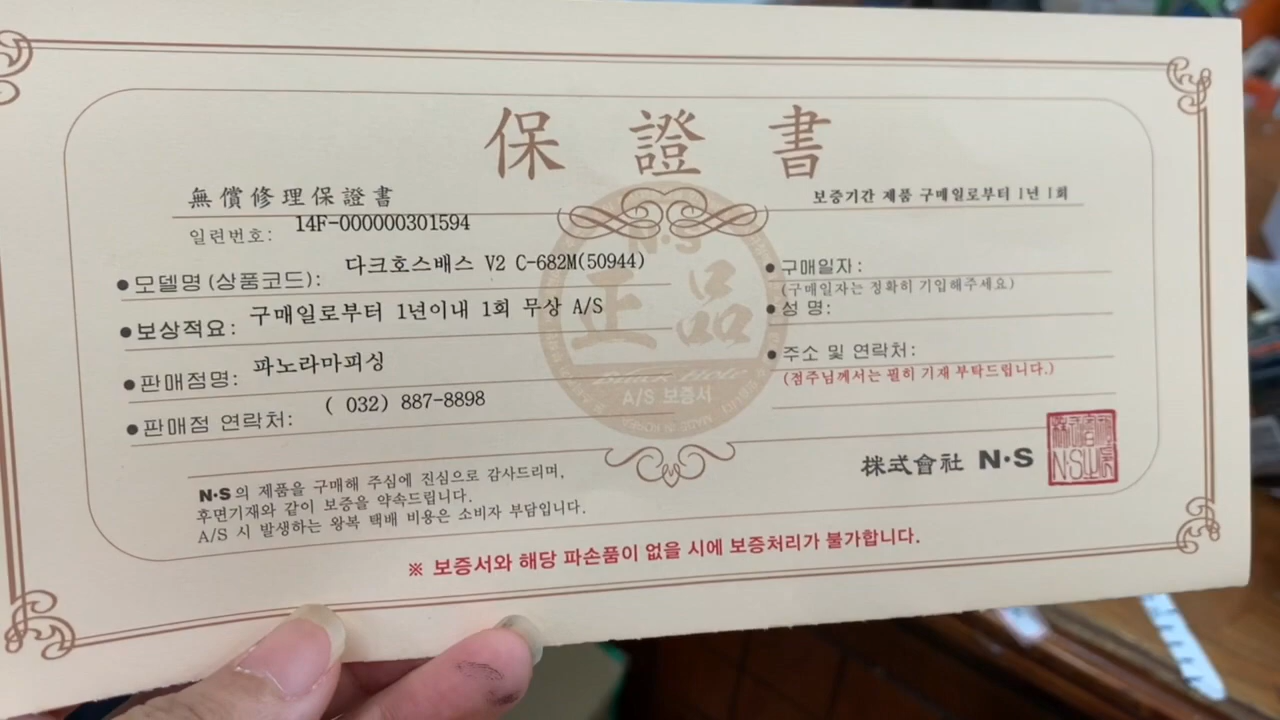 保證書
無償修理保證書
보증기간 제품 구매일로부터 1년 1회
일련번호: 14F-000000301594
●모델명(상품코드): 다크호스배스 V2 C-682M(50944)
●보상적요: 구매일로부터 1년이내 1회 무상 A/S
●판매점명: 파노라마피싱
●판매점 연락처: ( 032) 887-8898
●구매일자:
(구매일자는 정확히 기입해주세요)
●성 명:
●주소 및 연락처:
(점주님께서는 필히 기재 부탁드립니다.)
N·S
正品
Black Hole
A/S 보증서
MADE IN KOREA
N·S의 제품을 구매해 주심에 진심으로 감사드리며,
후면기재와 같이 보증을 약속드립니다.
A/S 시 발생하는 왕복 택배 비용은 소비자 부담입니다.
株式會社 N·S
※ 보증서와 해당 파손품이 없을 시에 보증처리가 불가합니다.